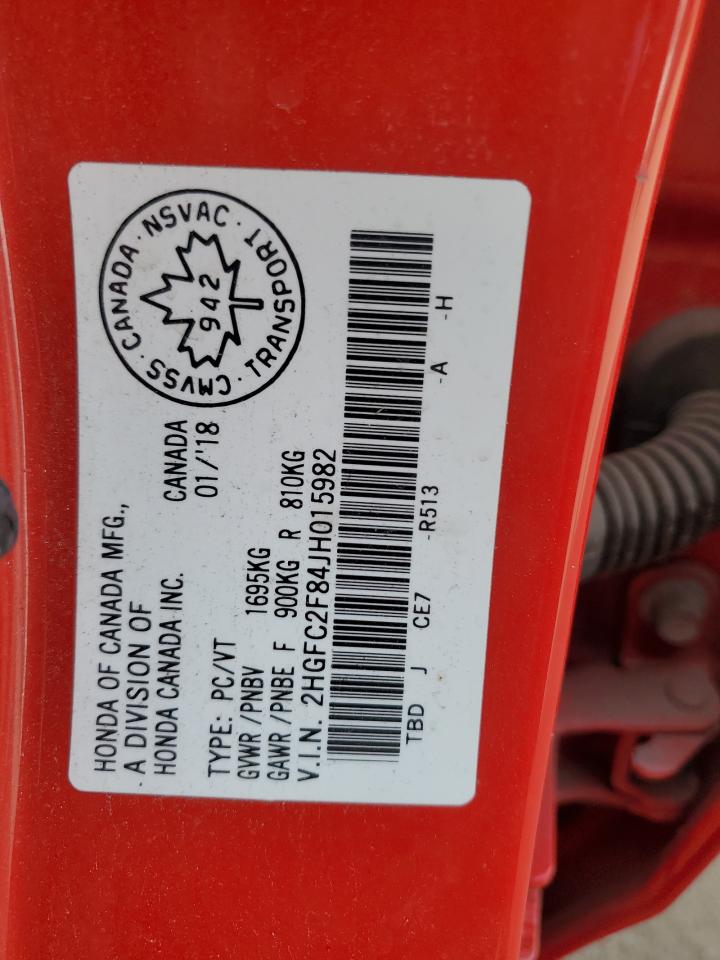 HONDA OF CANADA MFG.,
A DIVISION OF
HONDA CANADA INC.
CANADA
01/'18
CMVSS · CANADA · NSVAC · TRANSPORT ·
942
TYPE: PC/VT
GVWR/PNBV 1695KG
GAWR/PNBE F 900KG R 810KG
V.I.N. 2HGFC2F84JH015982
TBD J CE7 -R513 -A -H